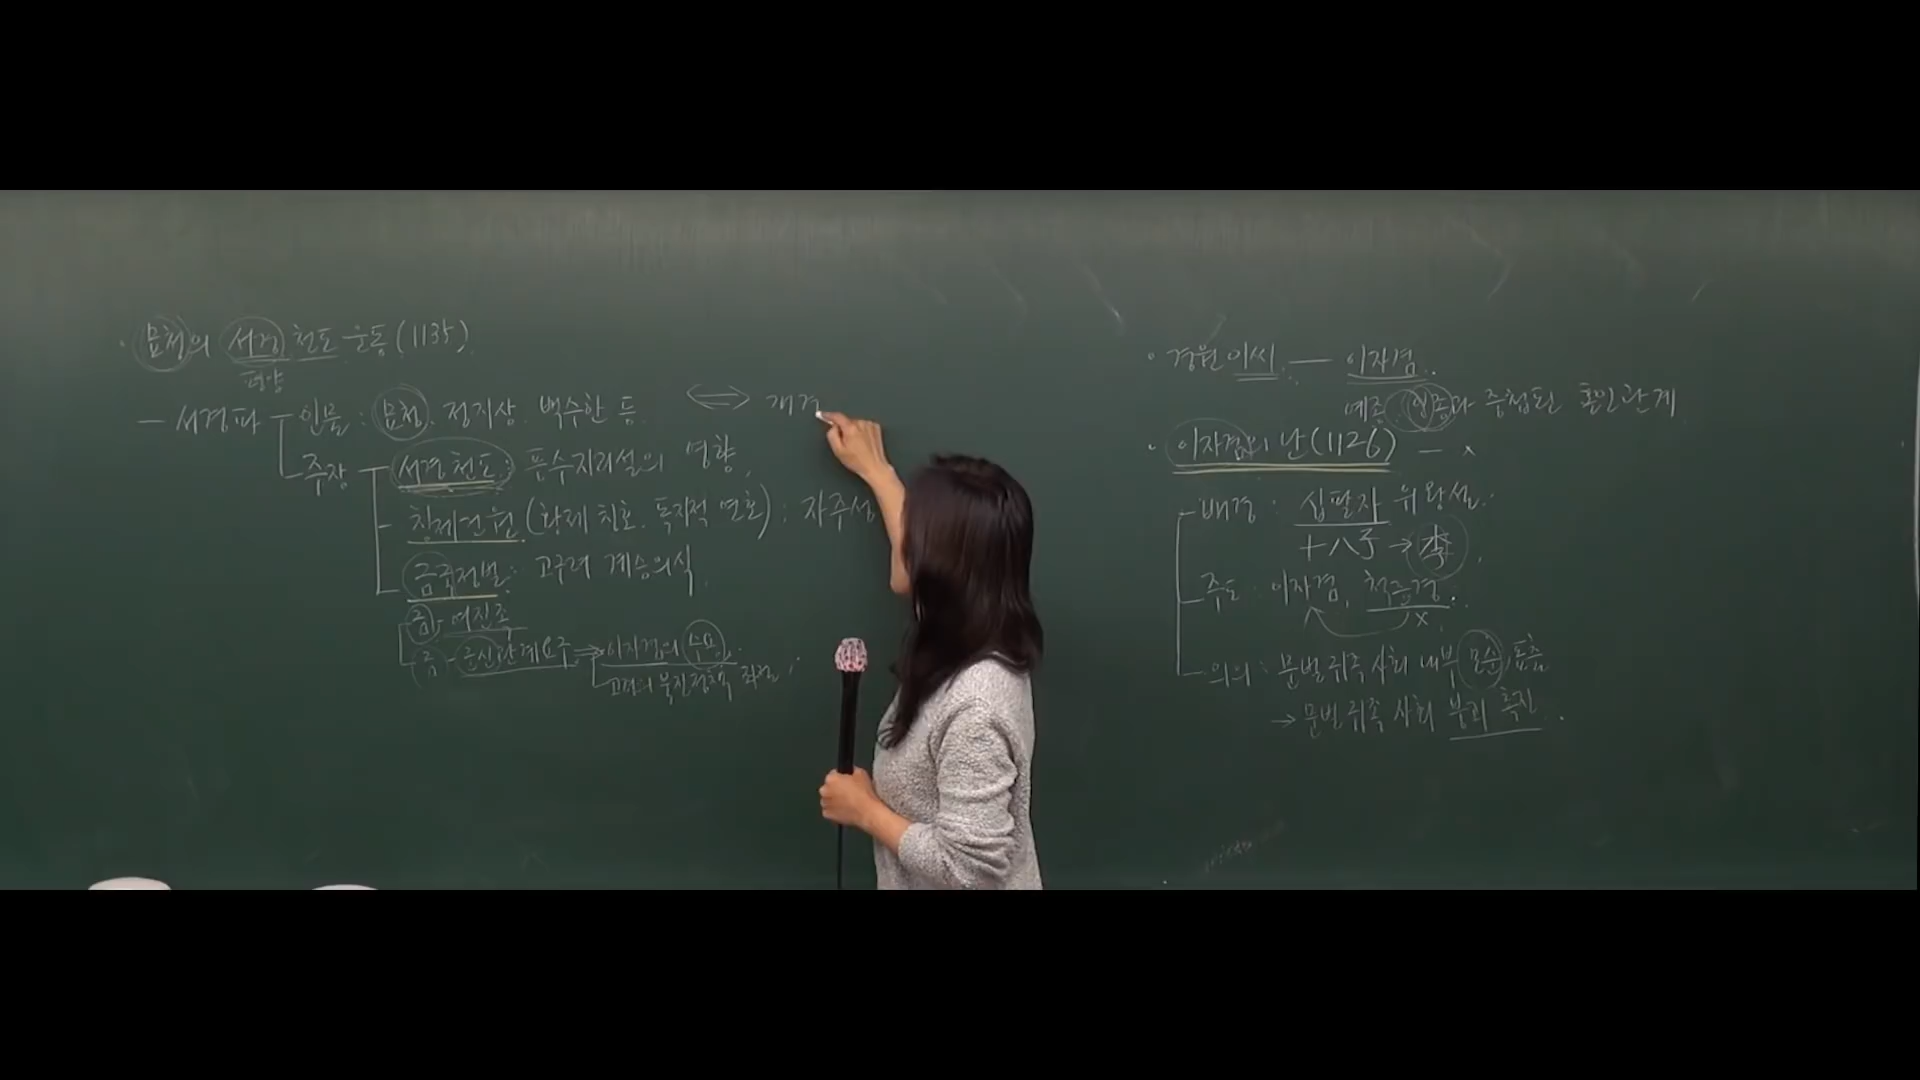 · 묘청의 서경 천도 운동(1135)
평양
- 서경파 - 인물 : 묘청, 정지상, 백수한 등. ⟺ 개경
주장 - 서경 천도 : 풍수지리설의 영향.
- 칭제건원 (황제 칭호, 독자적 연호) : 자주성
- 금국정벌 : 고구려 계승의식.
금 - 여진족
금 - 군신관계요구 ⇒ 이자겸의 수용.
고려의 북진정책 좌절.
· 경원 이씨 — 이자겸.
예종, 인종과 중첩된 혼인관계
· 이자겸의 난(1126) - x
- 배경 : 십팔자 위왕설.
十八子 → 李.
- 주도 : 이자겸, 척준경.
x
- 의의 : 문벌귀족 사회 내부 모순 표출
→ 문벌귀족 사회 붕괴 촉진.